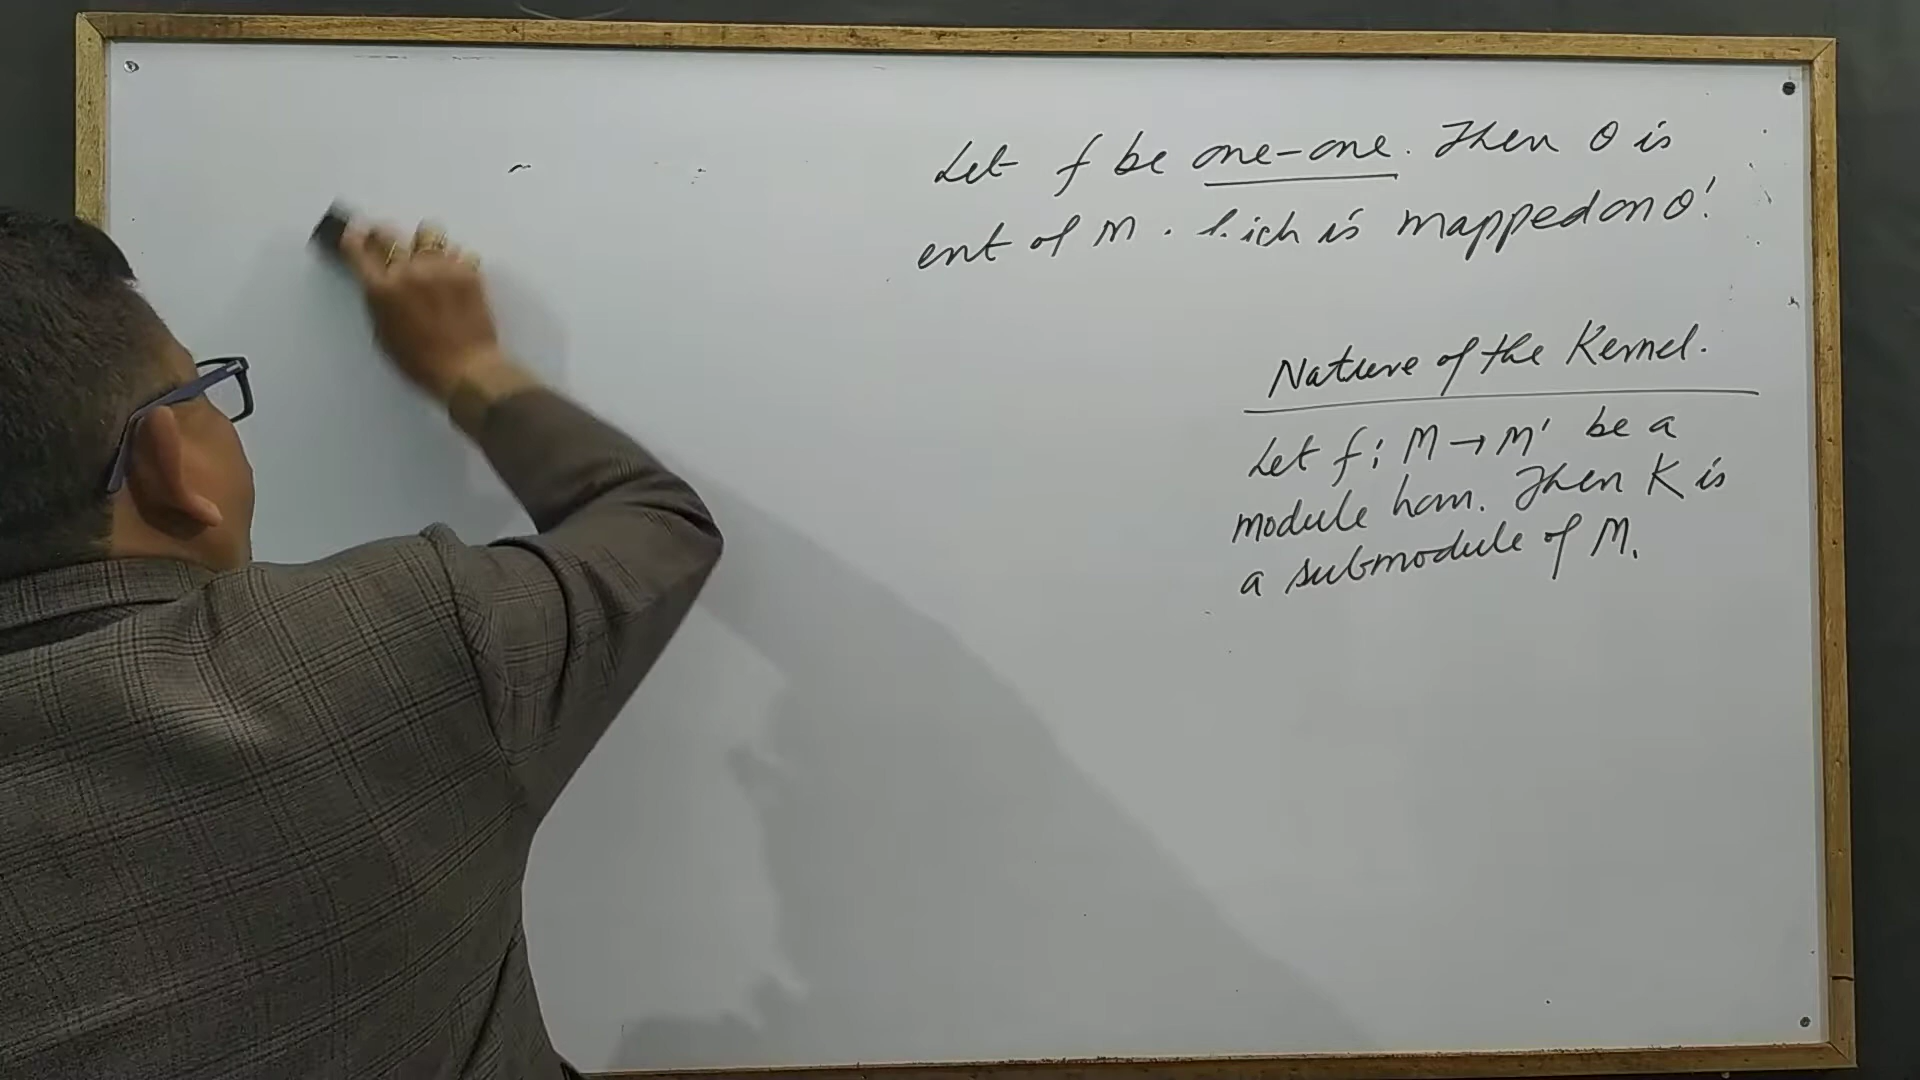 Let f be one-one. Then 0 is
ent of M. hich is mapped on 0'.
Nature of the Kernel.
Let f: M → M' be a
module hom. Then K is
a submodule of M.